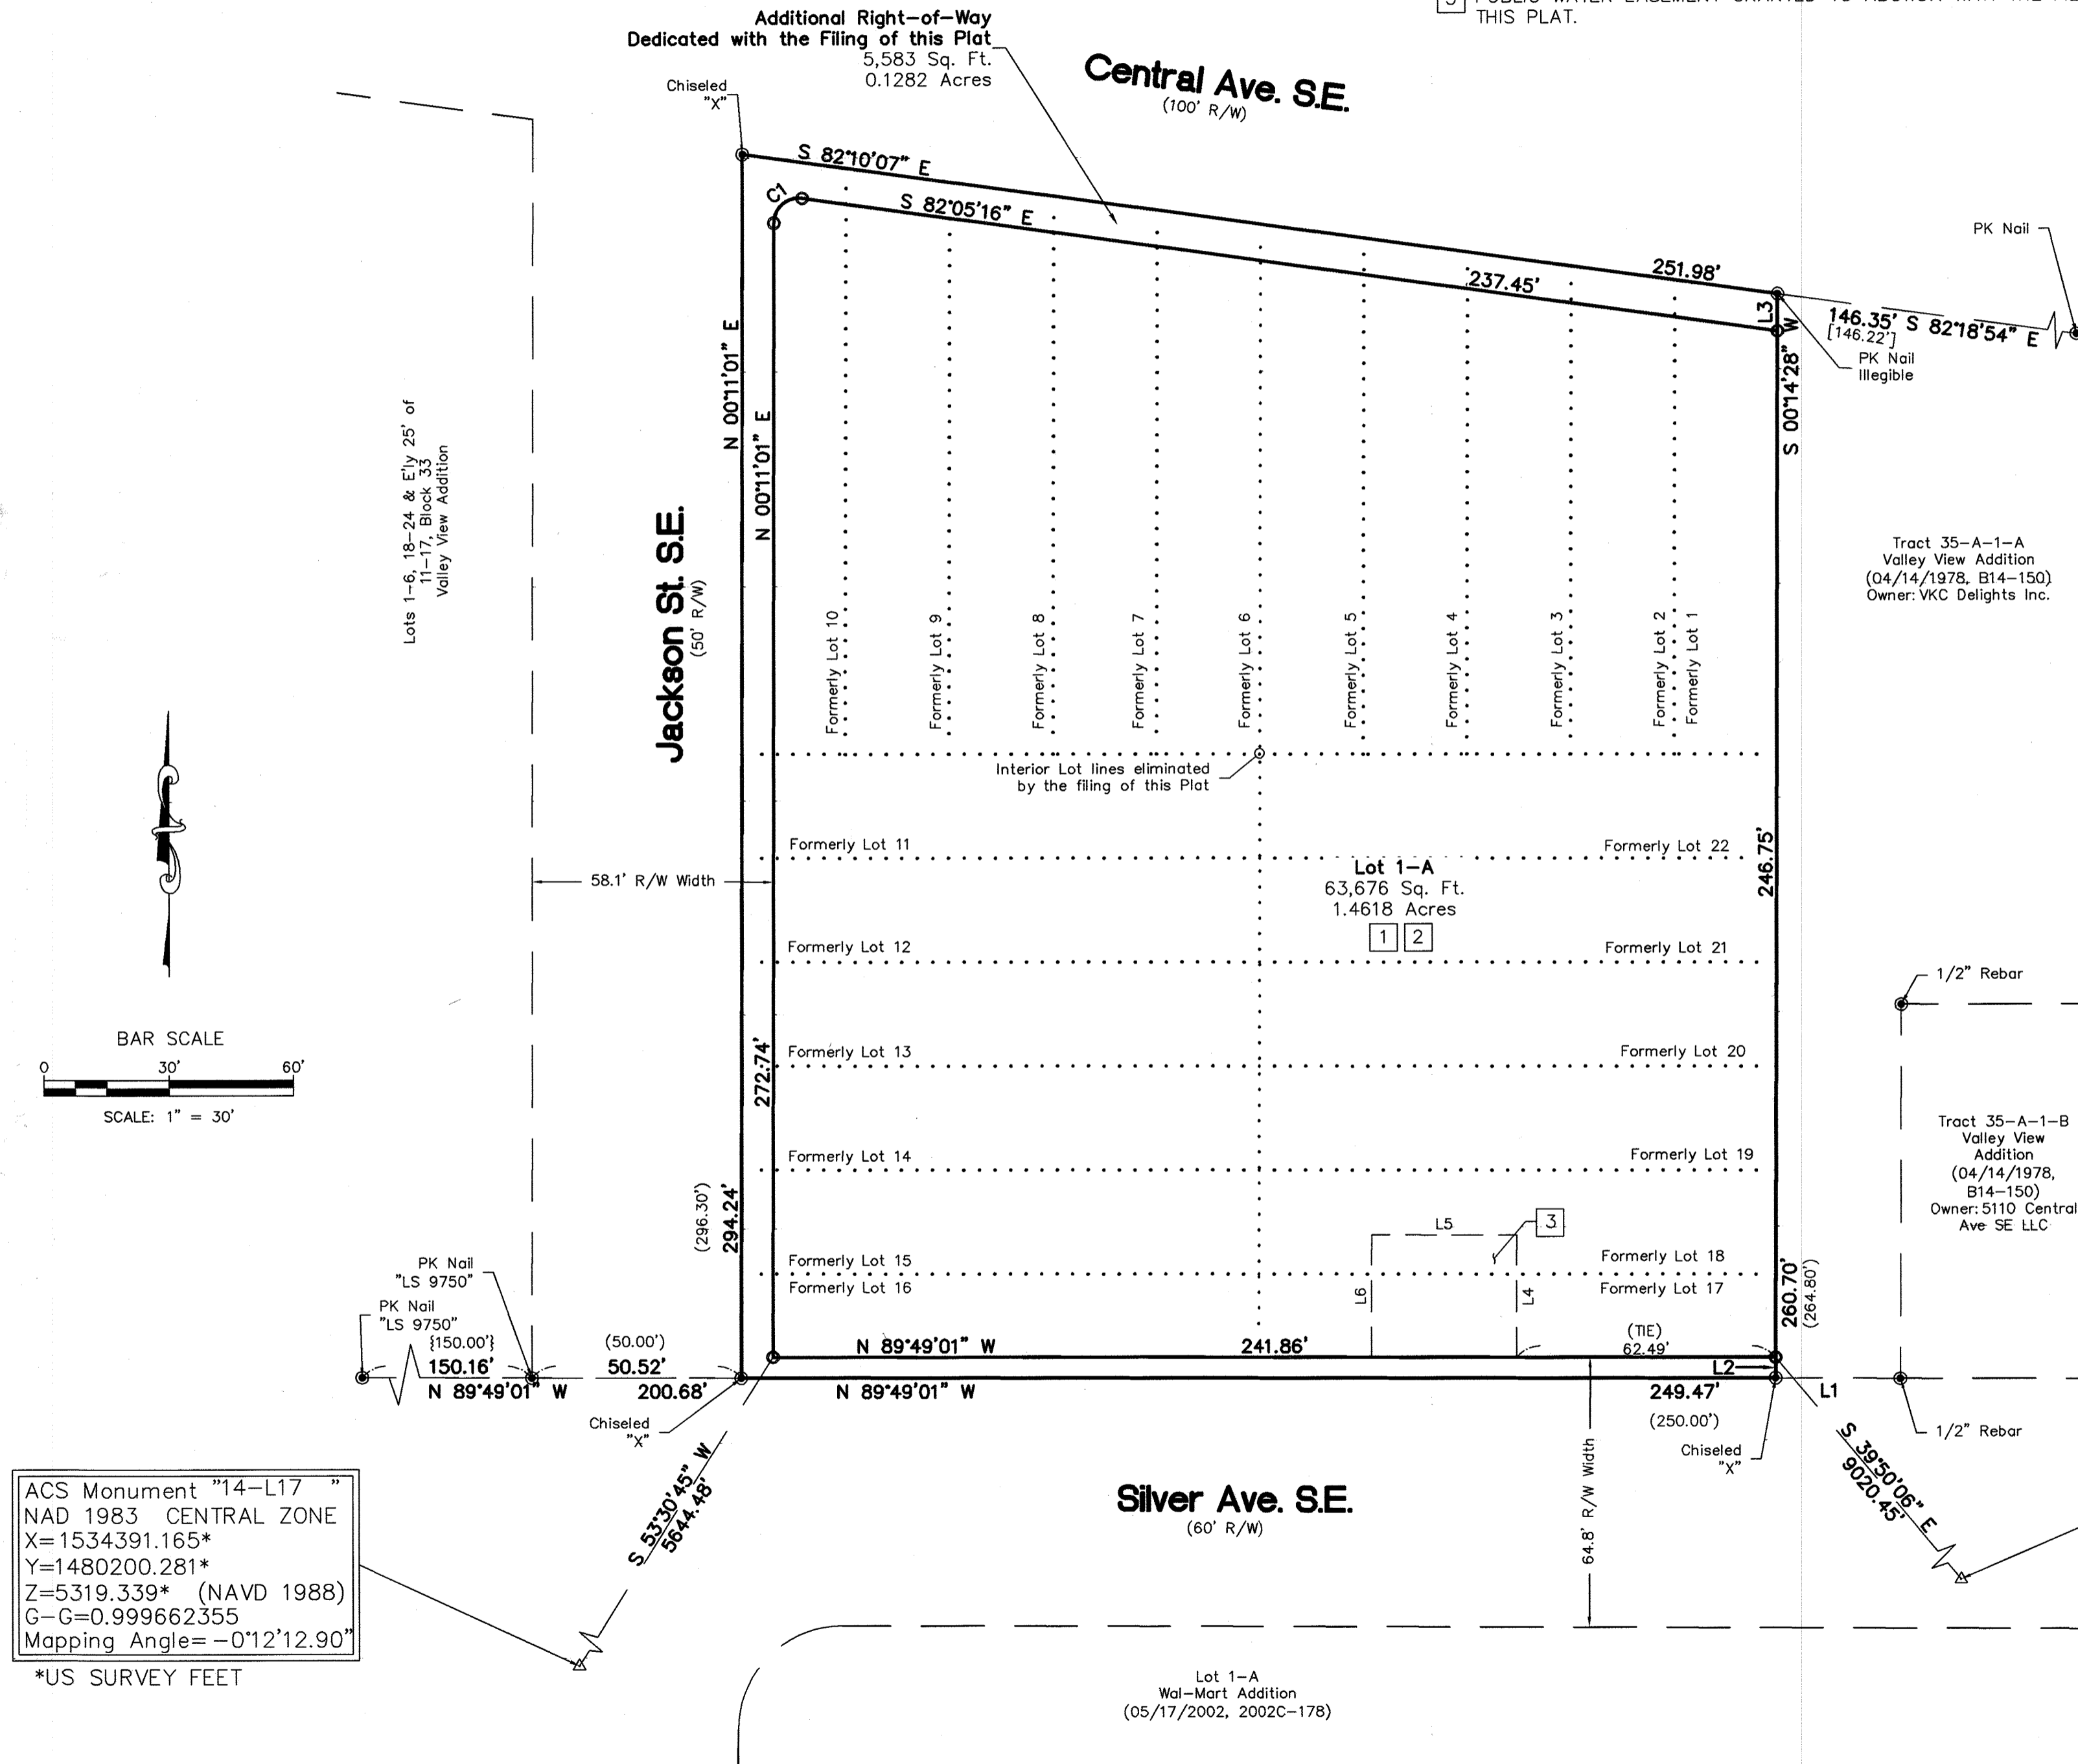 THIS PLAT.
Additional Right-of-Way
Dedicated with the Filing of this Plat
5,583 Sq. Ft.
0.1282 Acres
Central Ave. S.E.
(100' R/W)
Chiseled
"X"
S 82°10'07" E
251.98'
C1
S 82°05'16" E
237.45'
L3
PK Nail
146.35' S 82°18'54" E
[146.22']
PK Nail
Illegible
S 00°14'28" W
N 00°11'01" E
N 00°11'01" E
Lots 1-6, 18-24 & E'ly 25' of
11-17, Block 33
Valley View Addition
Jackson St. S.E.
(50' R/W)
Formerly Lot 10
Formerly Lot 9
Formerly Lot 8
Formerly Lot 7
Formerly Lot 6
Formerly Lot 5
Formerly Lot 4
Formerly Lot 3
Formerly Lot 2
Formerly Lot 1
Tract 35-A-1-A
Valley View Addition
(04/14/1978, B14-150)
Owner: VKC Delights Inc.
Interior Lot lines eliminated
by the filing of this Plat
Formerly Lot 11
Formerly Lot 22
Lot 1-A
63,676 Sq. Ft.
1.4618 Acres
1 2
246.75'
58.1' R/W Width
Formerly Lot 12
Formerly Lot 21
1/2" Rebar
BAR SCALE
0 30' 60'
SCALE: 1" = 30'
Formerly Lot 13
Formerly Lot 20
272.74'
Formerly Lot 14
Formerly Lot 19
Tract 35-A-1-B
Valley View
Addition
(04/14/1978,
B14-150)
Owner: 5110 Central
Ave SE LLC
(296.30')
294.24'
L5
3
Formerly Lot 15
Formerly Lot 18
Formerly Lot 16
Formerly Lot 17
L6
L4
260.70'
(264.80')
PK Nail
"LS 9750"
PK Nail
"LS 9750"
{150.00'}
150.16'
(50.00')
50.52'
N 89°49'01" W
200.68'
N 89°49'01" W
241.86'
(TIE)
62.49'
L2
N 89°49'01" W
249.47'
(250.00')
L1
Chiseled
"X"
Chiseled
"X"
1/2" Rebar
S 53°30'45" W
5644.48'
S 39°50'06" E
9020.45'
64.8' R/W Width
Silver Ave. S.E.
(60' R/W)
ACS Monument "14-L17 "
NAD 1983 CENTRAL ZONE
X=1534391.165*
Y=1480200.281*
Z=5319.339* (NAVD 1988)
G-G=0.999662355
Mapping Angle= -0°12'12.90"
*US SURVEY FEET
Lot 1-A
Wal-Mart Addition
(05/17/2002, 2002C-178)